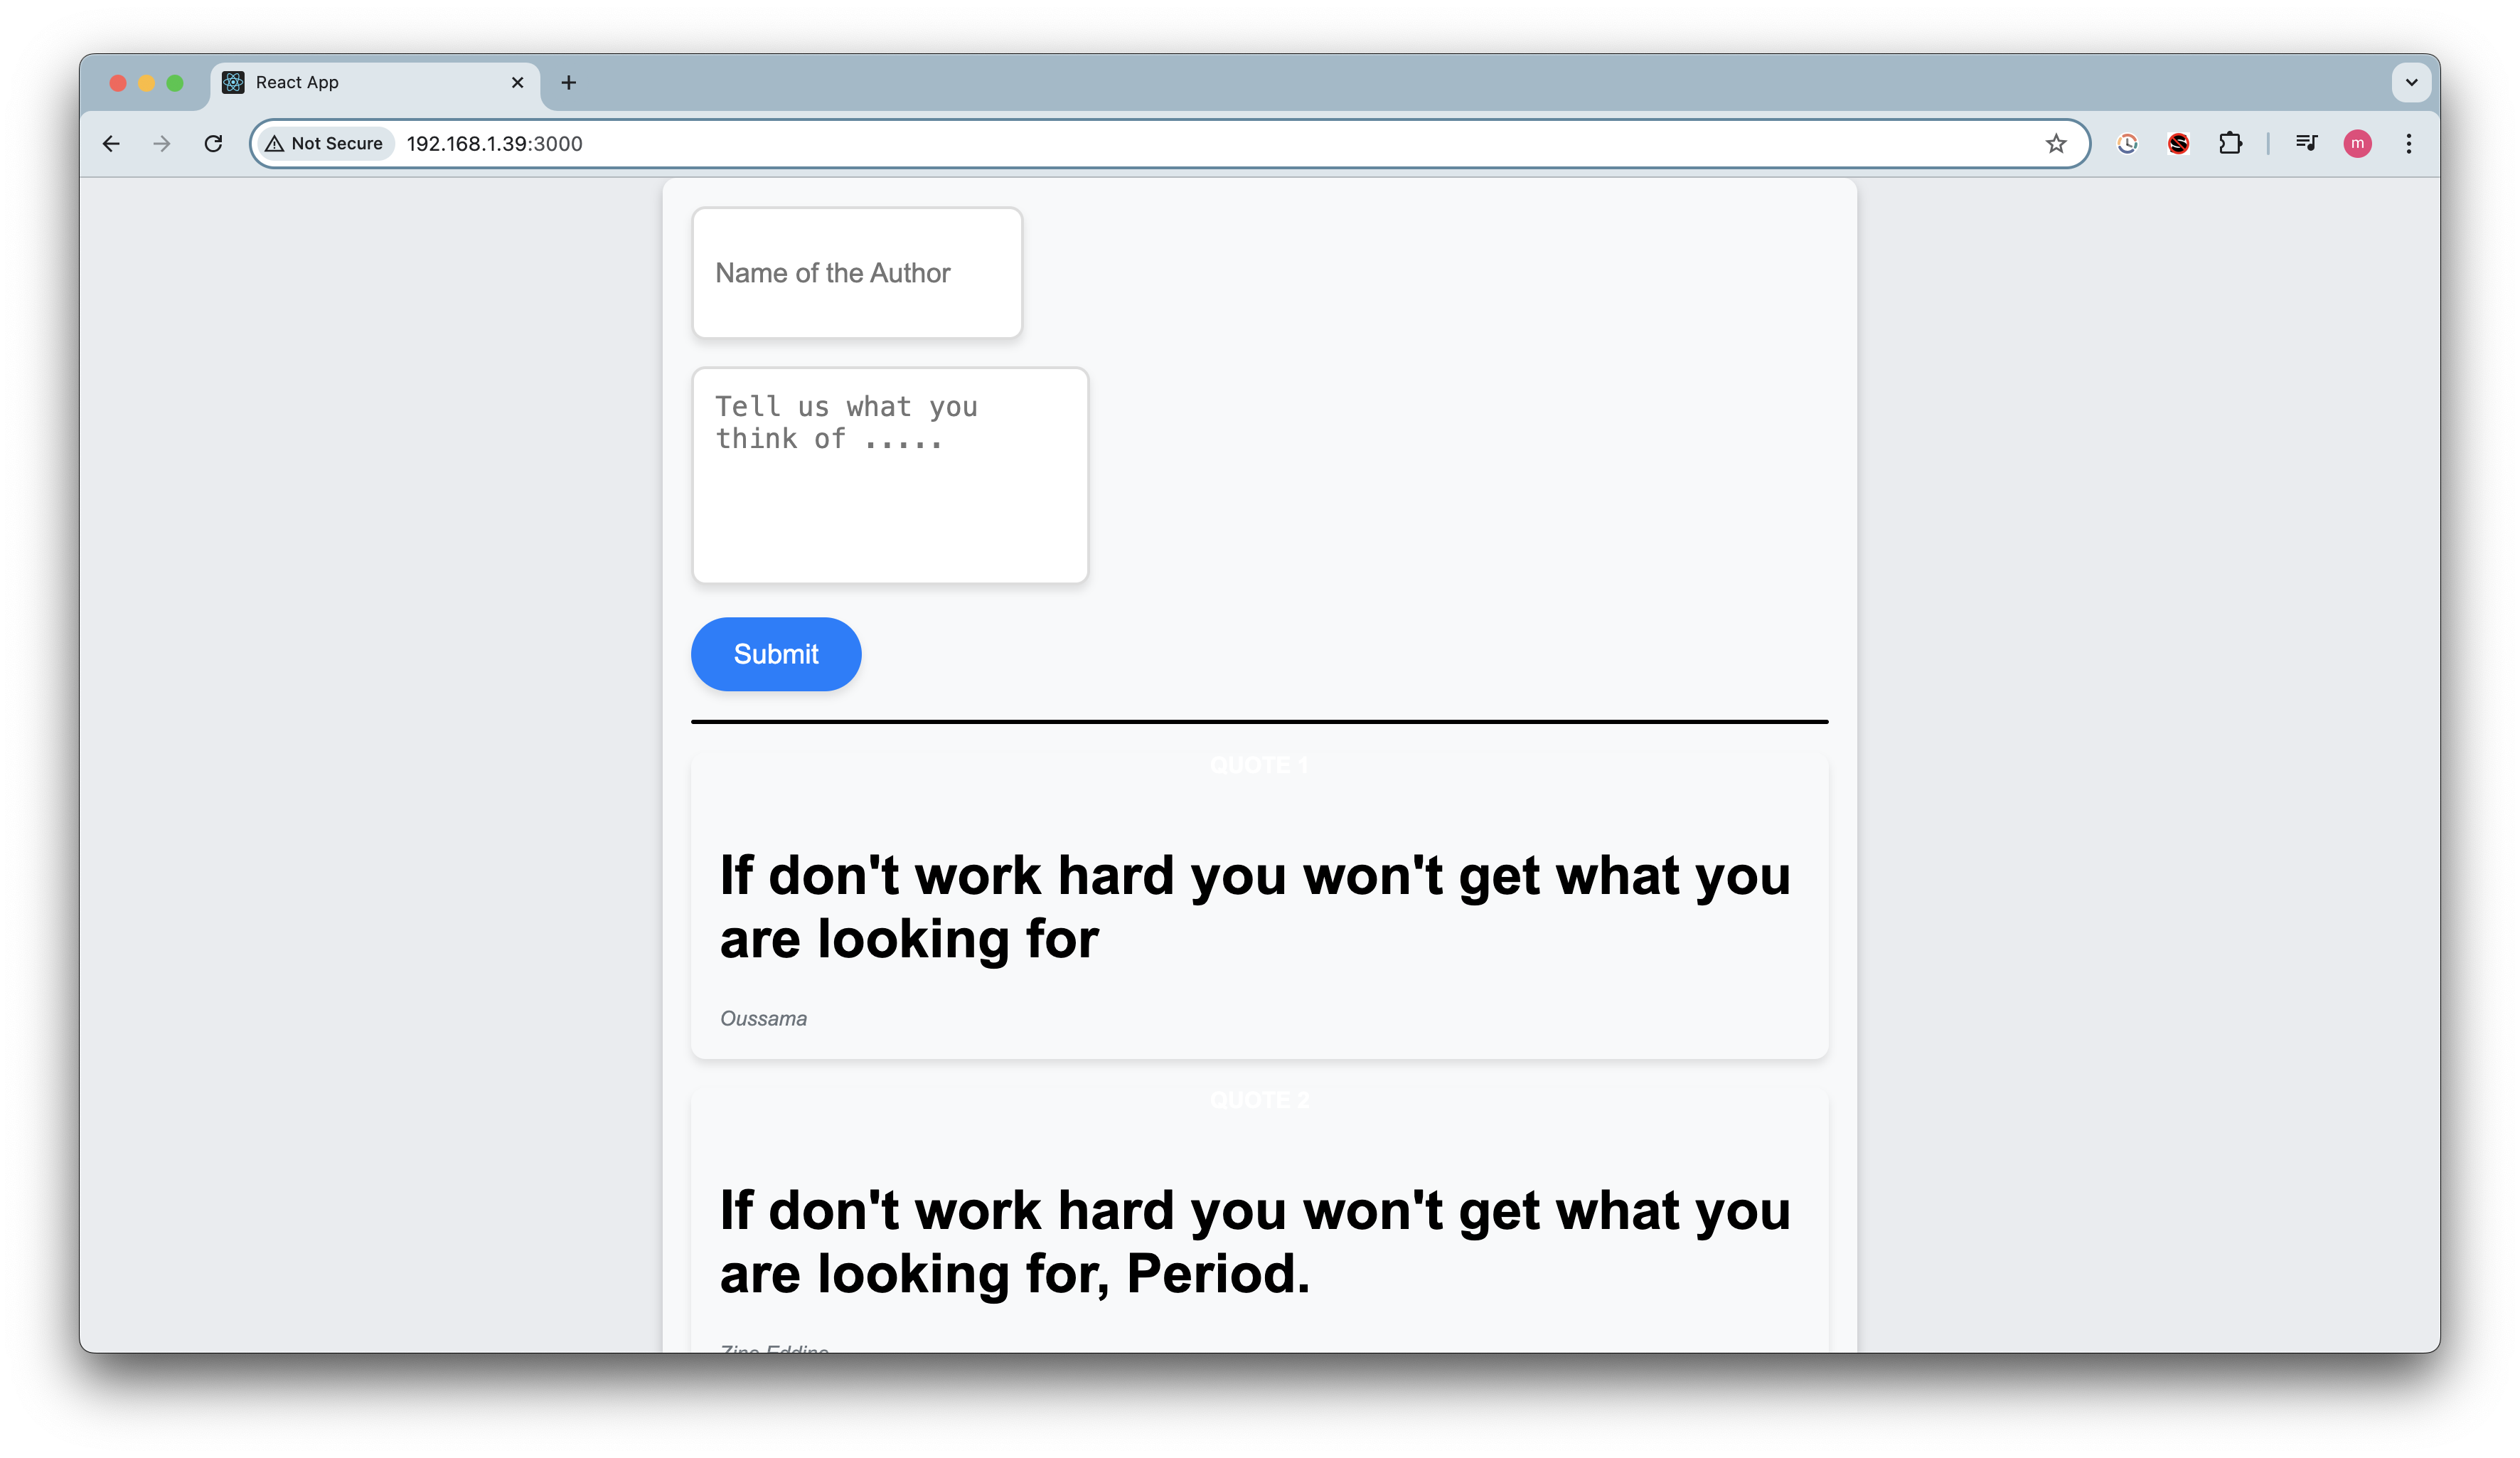 React App
Not Secure
192.168.1.39:3000
m
Name of the Author
Tell us what you
think of .....
Submit
QUOTE 1
If don't work hard you won't get what you
are looking for
Oussama
QUOTE 2
If don't work hard you won't get what you
are looking for, Period.
Zine Eddine